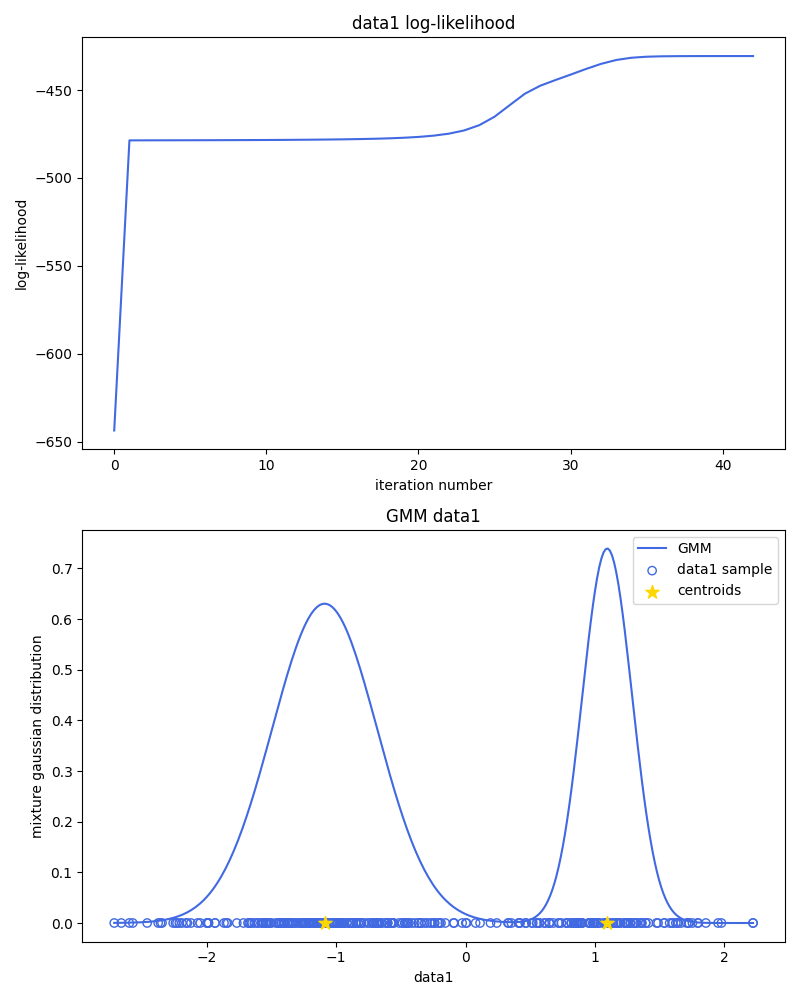 data1 log-likelihood
log-likelihood
−450
−500
−550
−600
−650
0 10 20 30 40
iteration number
GMM data1
mixture gaussian distribution
0.7
0.6
0.5
0.4
0.3
0.2
0.1
0.0
GMM
data1 sample
centroids
−2 −1 0 1 2
data1